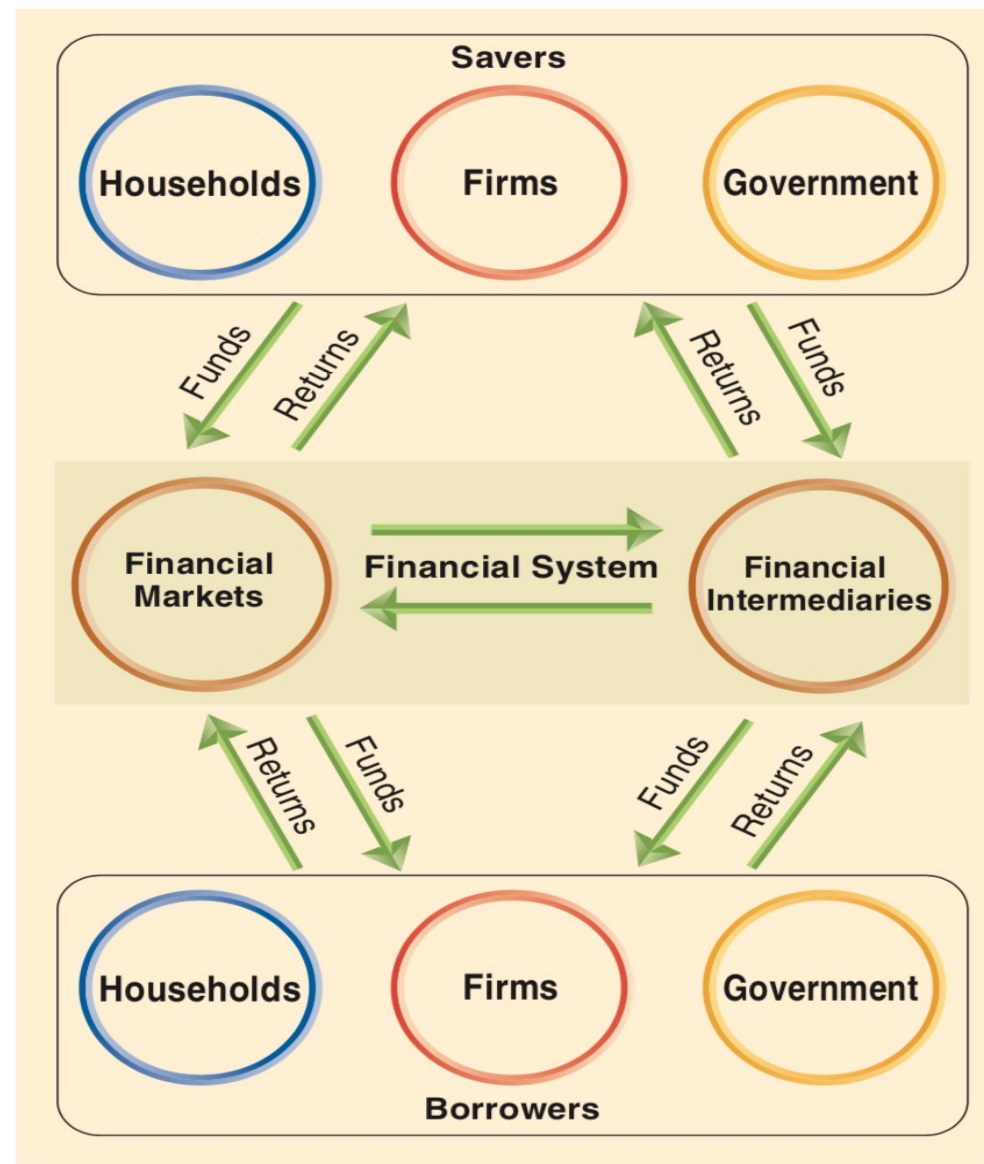 Savers
Households
Firms
Government
Funds
Returns
Returns
Funds
Financial
Markets
Financial System
Financial
Intermediaries
Returns
Funds
Funds
Returns
Households
Firms
Government
Borrowers